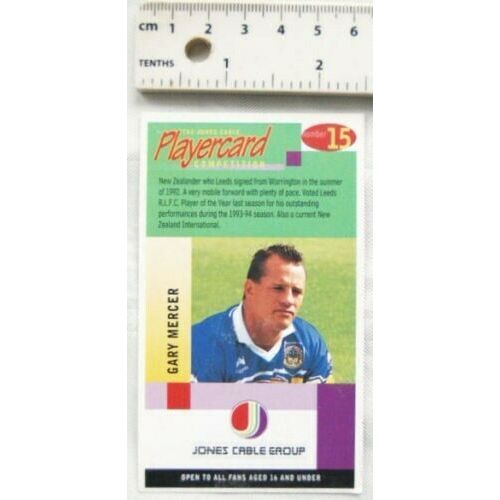 cm 1 2 3 4 5 6
TENTHS 1 2
THE JONES CABLE
Playercard
COMPETITION
number 15
New Zealander who Leeds signed from Warrington in the summer
of 1992. A very mobile forward with plenty of pace. Voted Leeds
R.L.F.C. Player of the Year last season for his outstanding
performances during the 1993-94 season. Also a current New
Zealand International.
GARY MERCER
JONES CABLE GROUP
OPEN TO ALL FANS AGED 16 AND UNDER